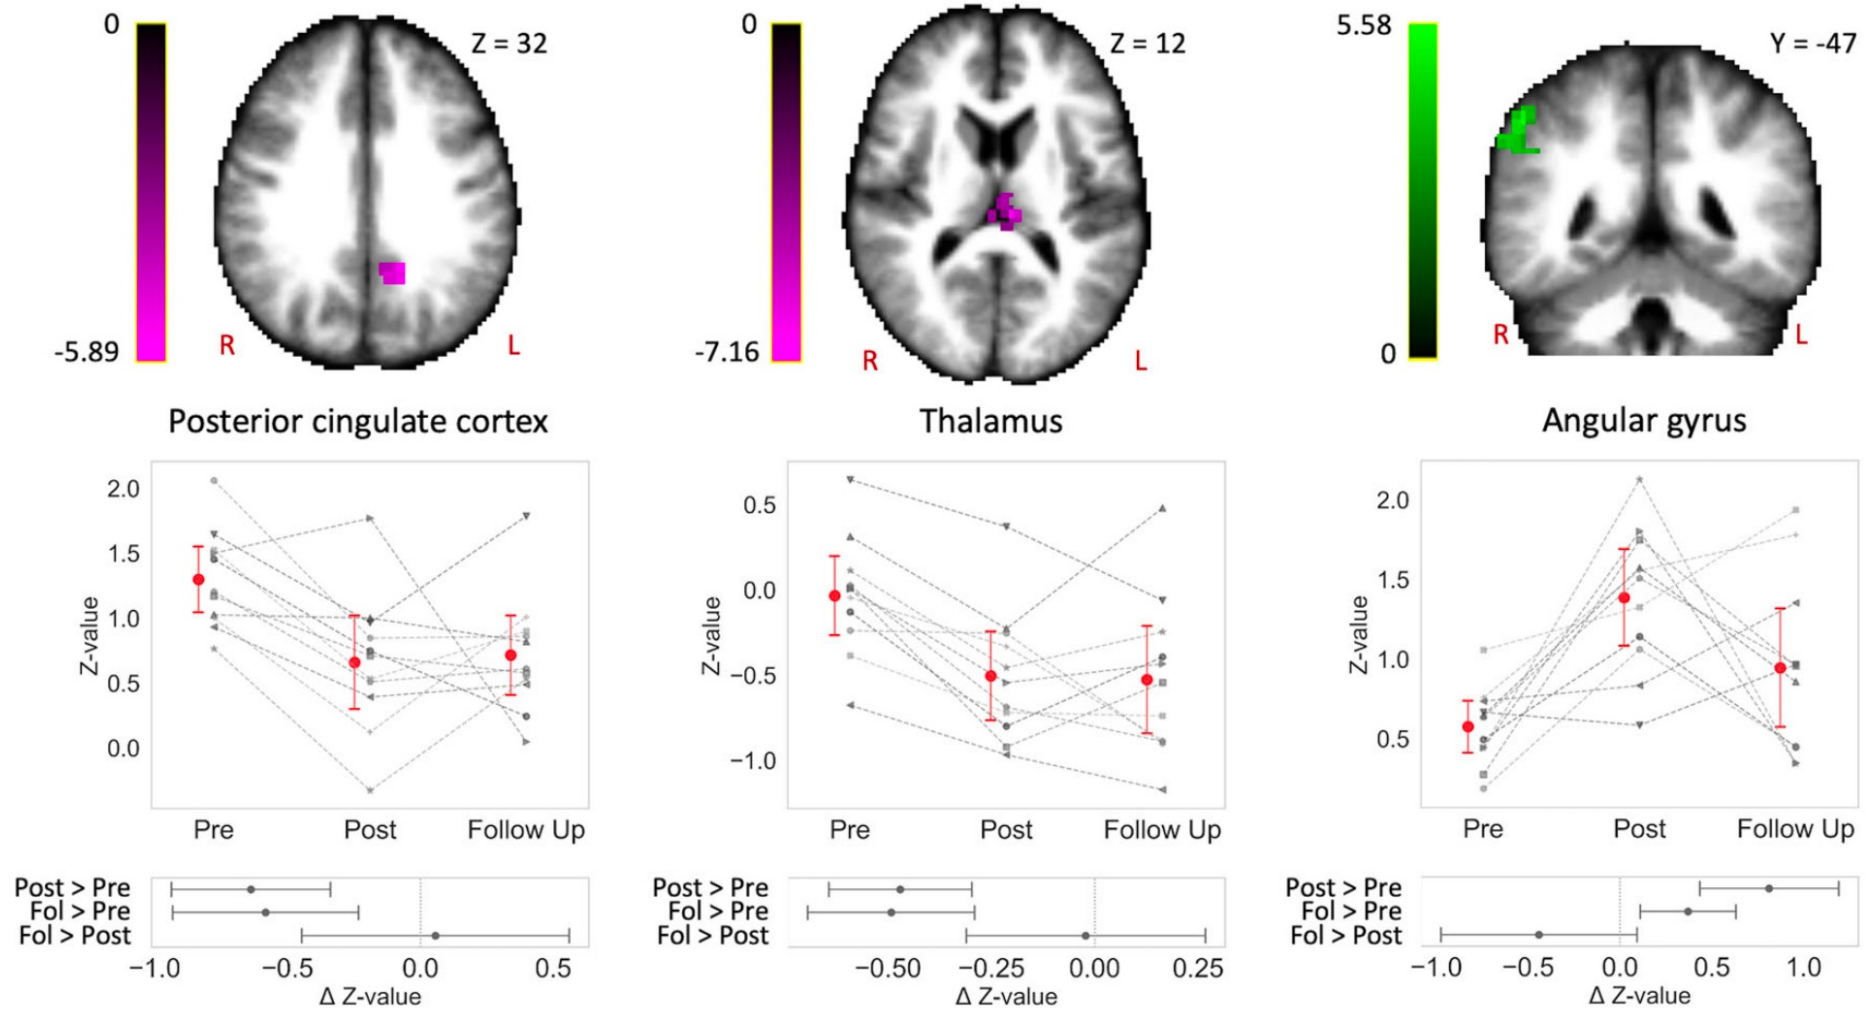 0
Z = 32
-5.89
R
L
Posterior cingulate cortex
2.0
1.5
1.0
0.5
0.0
Z-value
Pre Post Follow Up
Post > Pre
Fol > Pre
Fol > Post
−1.0 −0.5 0.0 0.5
Δ Z-value
0
Z = 12
-7.16
R
L
Thalamus
0.5
0.0
−0.5
−1.0
Z-value
Pre Post Follow Up
Post > Pre
Fol > Pre
Fol > Post
−0.50 −0.25 0.00 0.25
Δ Z-value
5.58
Y = -47
0
R
L
Angular gyrus
2.0
1.5
1.0
0.5
Z-value
Pre Post Follow Up
Post > Pre
Fol > Pre
Fol > Post
−1.0 −0.5 0.0 0.5 1.0
Δ Z-value